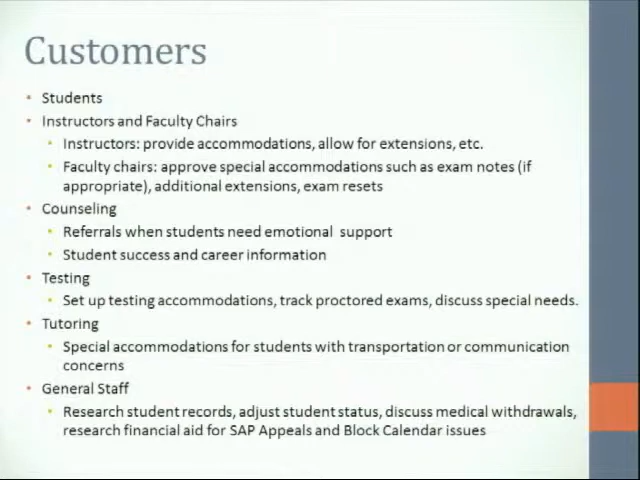 Customers
• Students
• Instructors and Faculty Chairs
• Instructors: provide accommodations, allow for extensions, etc.
• Faculty chairs: approve special accommodations such as exam notes (if
appropriate), additional extensions, exam resets
• Counseling
• Referrals when students need emotional support
• Student success and career information
• Testing
• Set up testing accommodations, track proctored exams, discuss special needs.
• Tutoring
• Special accommodations for students with transportation or communication
concerns
• General Staff
• Research student records, adjust student status, discuss medical withdrawals,
research financial aid for SAP Appeals and Block Calendar issues